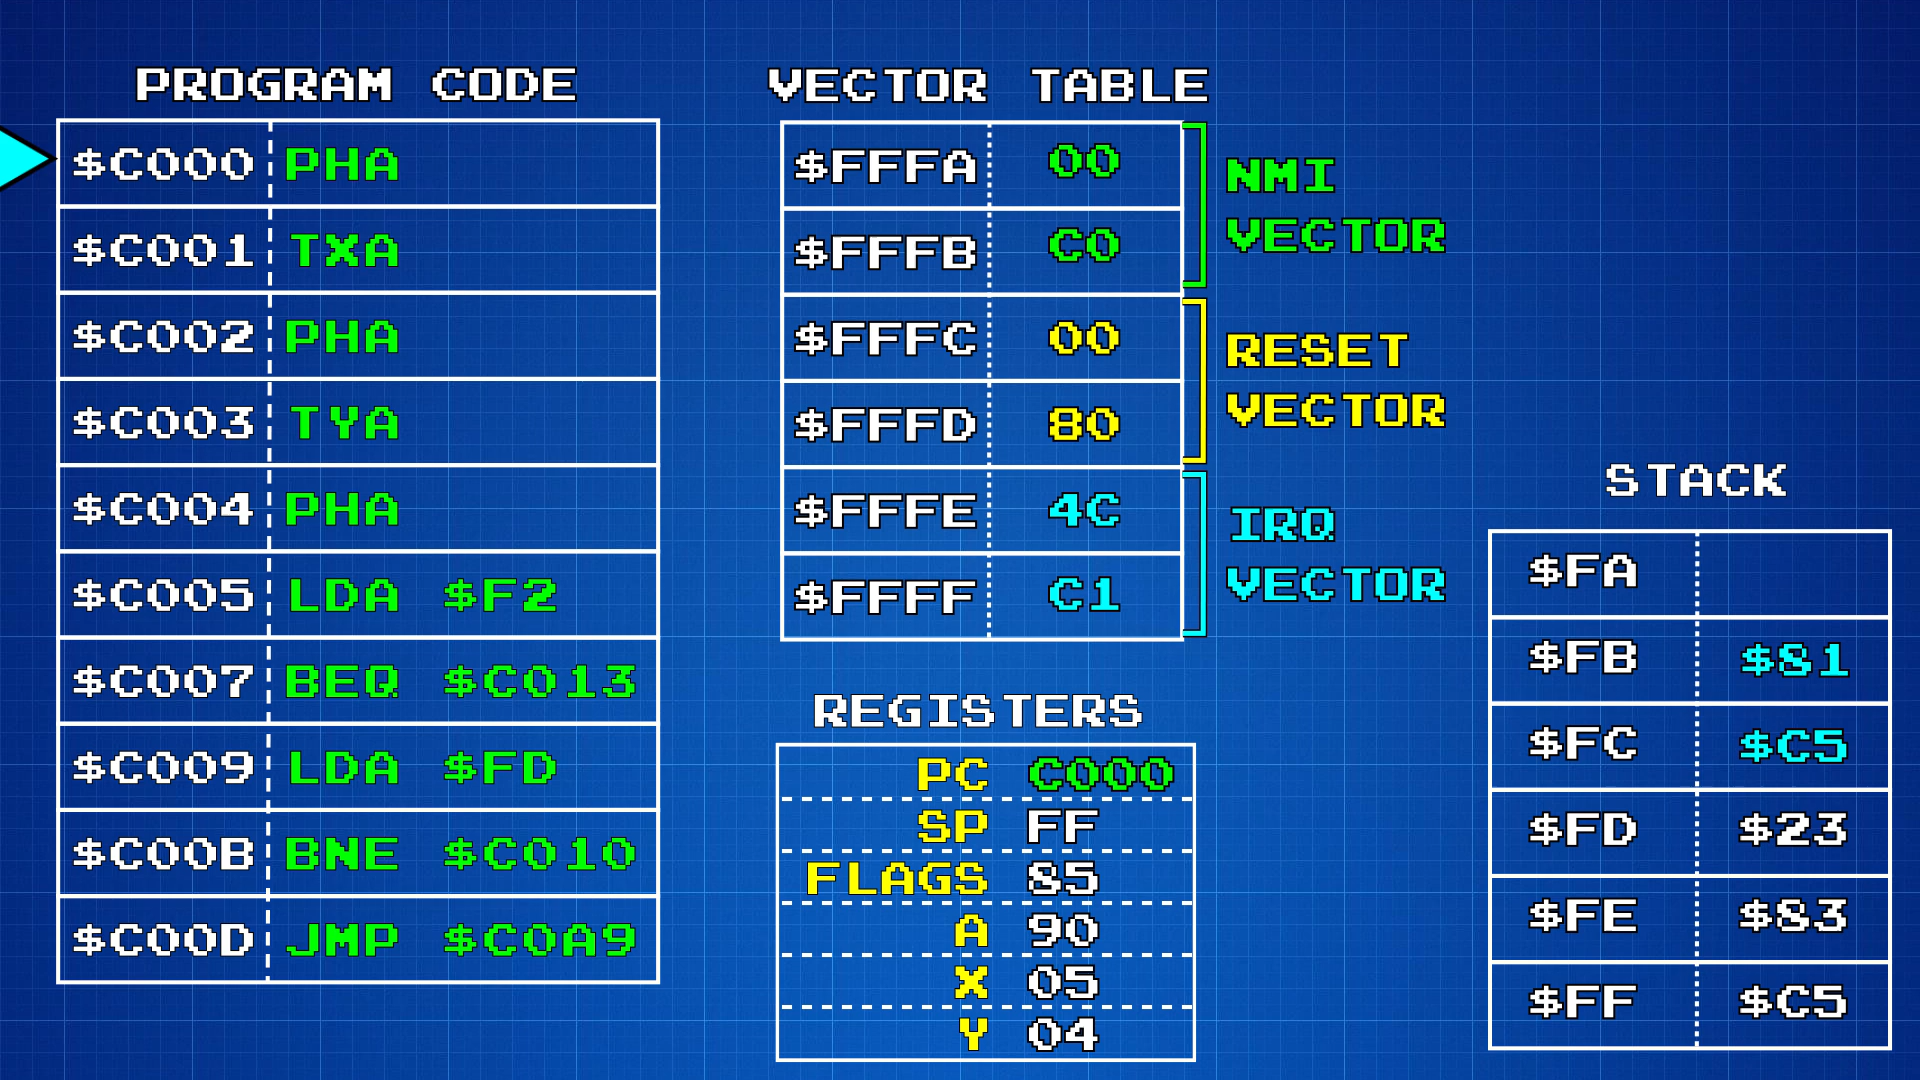 PROGRAM CODE
$C000 PHA
$C001 TXA
$C002 PHA
$C003 TYA
$C004 PHA
$C005 LDA $F2
$C007 BEQ $C013
$C009 LDA $FD
$C00B BNE $C010
$C00D JMP $C0A9
VECTOR TABLE
$FFFA 00
$FFFB C0
$FFFC 00
$FFFD 80
$FFFE 4C
$FFFF C1
NMI
VECTOR
RESET
VECTOR
IRQ
VECTOR
REGISTERS
PC C000
SP FF
FLAGS 85
A 90
X 05
Y 04
STACK
$FA
$FB $81
$FC $C5
$FD $23
$FE $83
$FF $C5